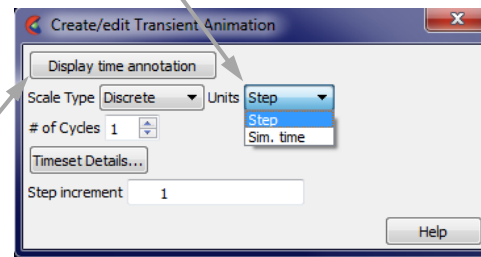 Create/edit Transient Animation
Display time annotation
Scale Type Discrete Units Step
Step
Sim. time
# of Cycles 1
Timeset Details...
Step increment 1
Help